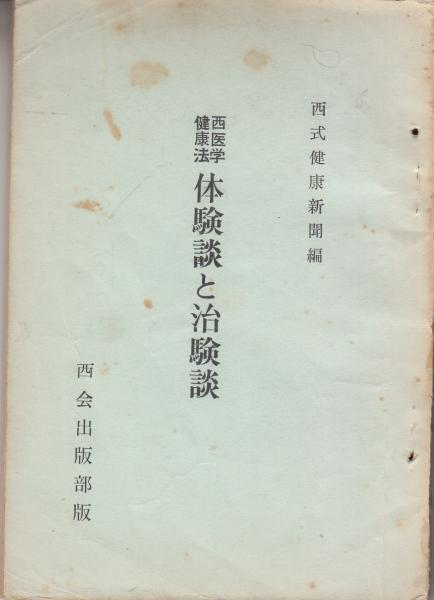 西式健康新聞編
西医学
健康法
体験談と治験談
西会出版部版